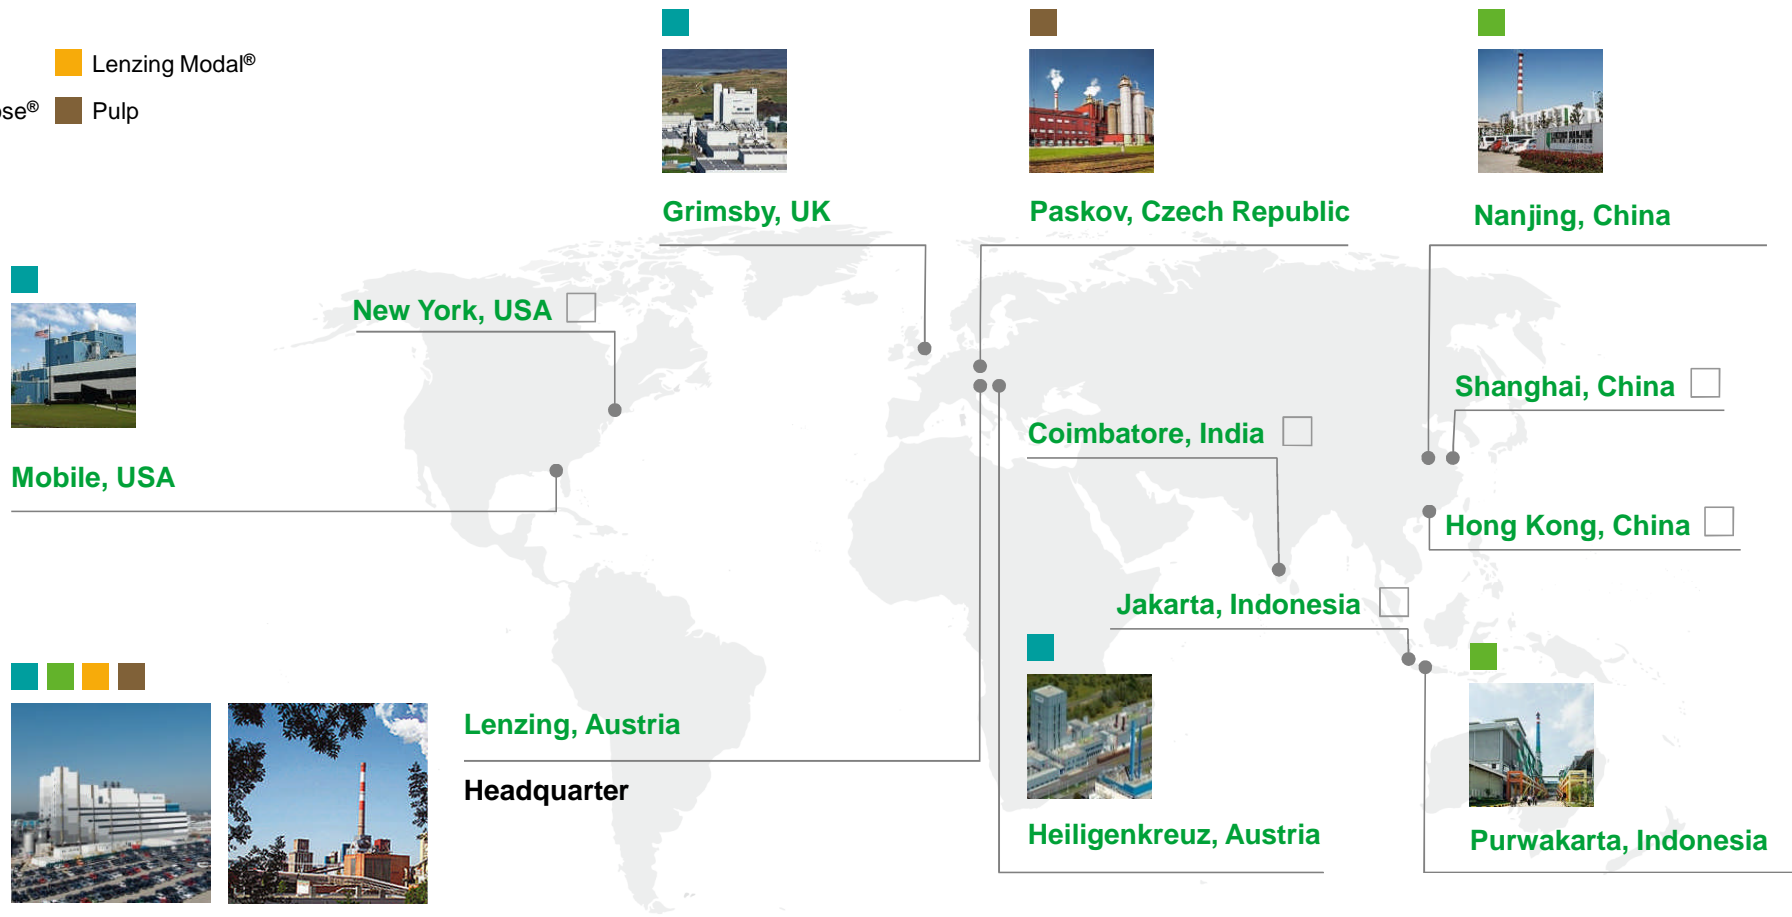 Lenzing Modal®
ose® Pulp
Grimsby, UK
Paskov, Czech Republic
Nanjing, China
New York, USA
Shanghai, China
Coimbatore, India
Mobile, USA
Hong Kong, China
Jakarta, Indonesia
Lenzing, Austria
Headquarter
Heiligenkreuz, Austria
Purwakarta, Indonesia